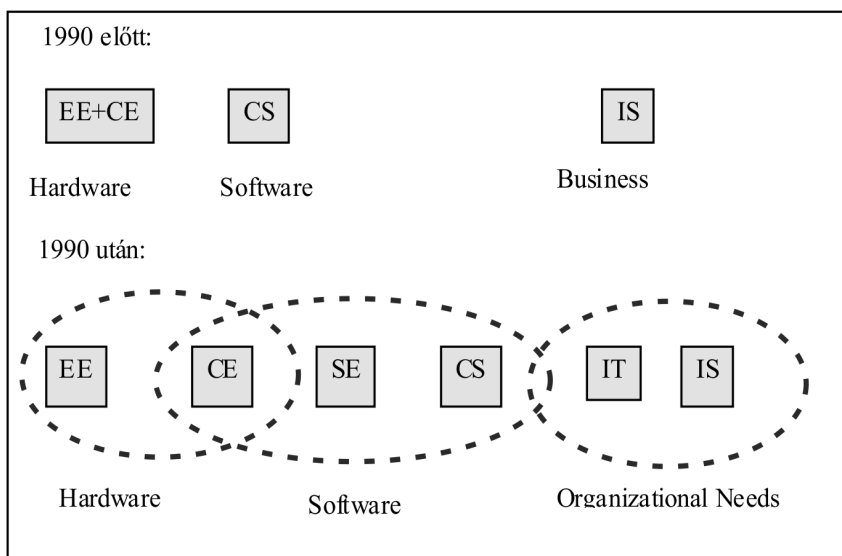 1990 előtt:
EE+CE CS IS
Hardware Software Business
1990 után:
EE CE SE CS IT IS
Hardware Software Organizational Needs